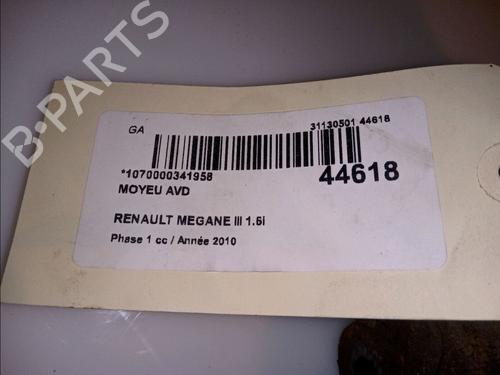 B-PARTS
GA
31130501 44618
*1070000341958
44618
MOYEU AVD
RENAULT MEGANE III 1.6i
Phase 1 cc / Année 2010